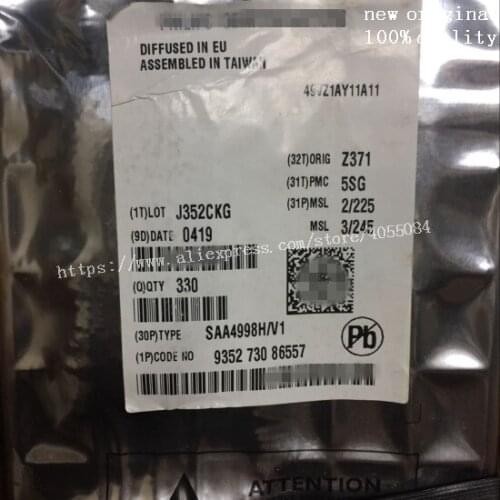 new origina
100% quality
DIFFUSED IN EU
ASSEMBLED IN TAIWAN
49VZ1AY11A11
(32T)ORIG Z371
(31T)PMC 5SG
(31P)MSL 2/225
MSL 3/245
(1T)LOT J352CKG
(9D)DATE 0419
https://www.aliexpress.com/store/4055084
(Q)QTY 330
(30P)TYPE SAA4998H/V1
(1P)CODE NO 9352 730 86557
Pb
ATTENTION